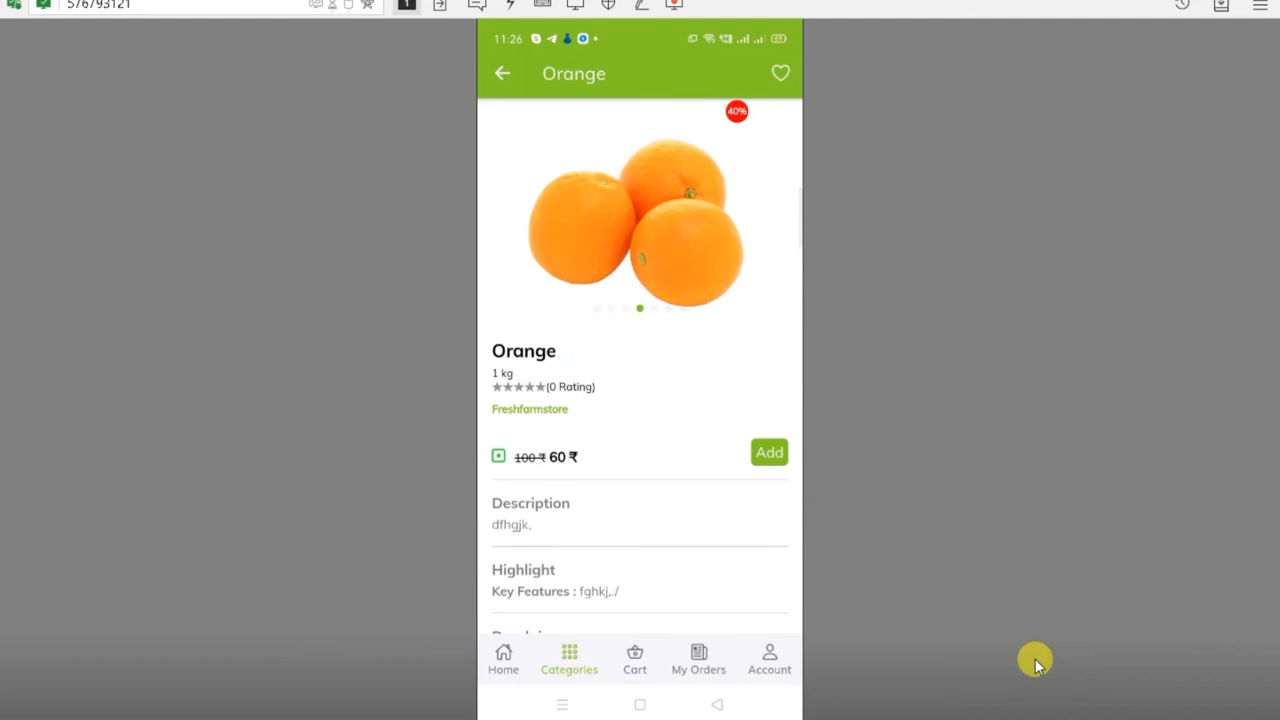 576793121
1
11:26
Orange
40%
Orange
1 kg
(0 Rating)
Freshfarmstore
100 ₹ 60 ₹
Add
Description
dfhgjk,
Highlight
Key Features : fghkj,./
Home
Categories
Cart
My Orders
Account